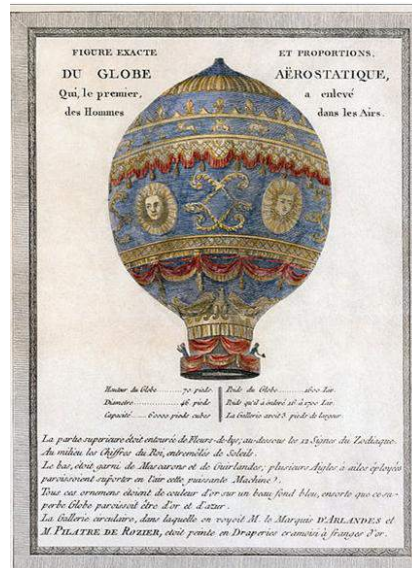 FIGURE EXACTE ET PROPORTIONS,
DU GLOBE AËROSTATIQUE,
Qui, le premier, a enlevé
des Hommes dans les Airs.
Hauteur du Globe 70 pieds. Poids du Globe 1600 Liv.
Diametre 46 pieds Poids qu'il a enlevé 16 à 1700 Liv.
Capacité 60000 pieds cubes La Gallerie avoit 3 pieds de largeur
La partie superieure étoit entourée de Fleurs-de-lys, au-dessous les 12 Signes du Zodiaque.
Au milieu les Chiffres du Roi, entremêlés de Soleils.
Le bas, étoit garni de Mascarons et de Guirlandes; plusieurs Aigles à ailes éployées
paroissoient suporter en l'air cette puissante Machine.
Tous ces ornemens étoient de couleur d'or sur un beau fond bleu, ensorte que ce su-
perbe Globe paroissoit être d'or et d'azur.
La Gallerie circulaire, dans laquelle on voyoit M. le Marquis D'ARLANDES et
M. PILATRE DE ROZIER, étoit peinte en Draperies cramoisi à franges d'or.